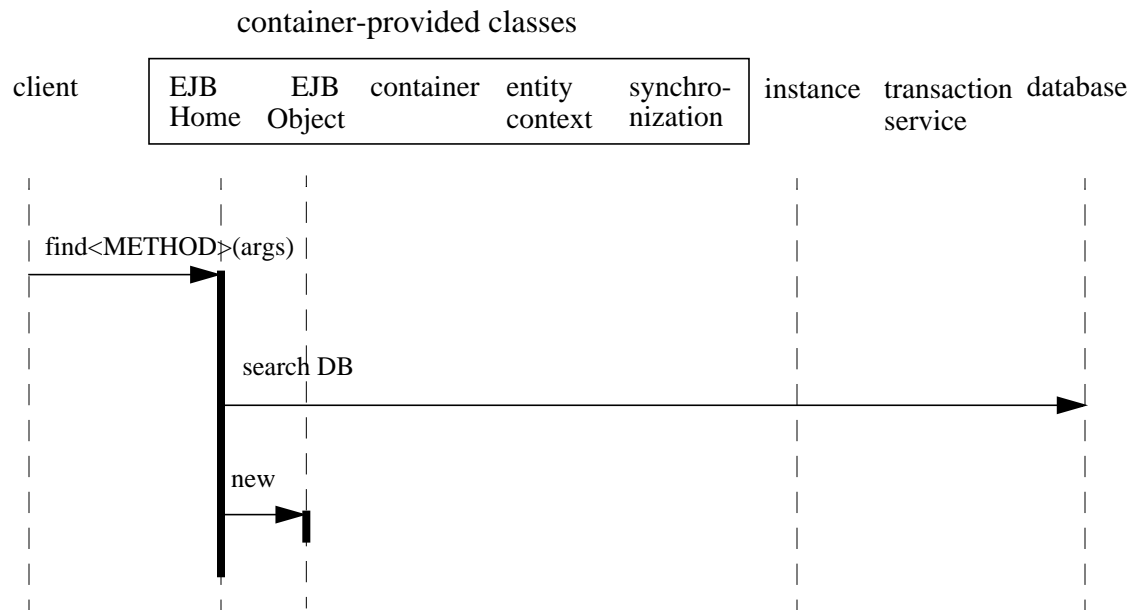 container-provided classes
client
EJB
Home
EJB
Object
container
entity
context
synchro-
nization
instance
transaction
service
database
find<METHOD>(args)
search DB
new